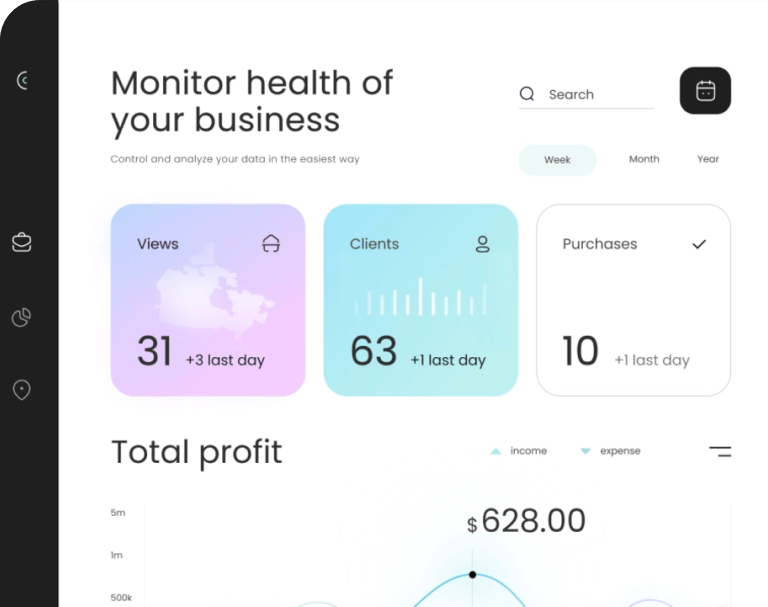 Monitor health of
your business
Search
Control and analyze your data in the easiest way
Week Month Year
Views
31 +3 last day
Clients
63 +1 last day
Purchases
10 +1 last day
Total profit
income expense
$628.00
5m
1m
500k